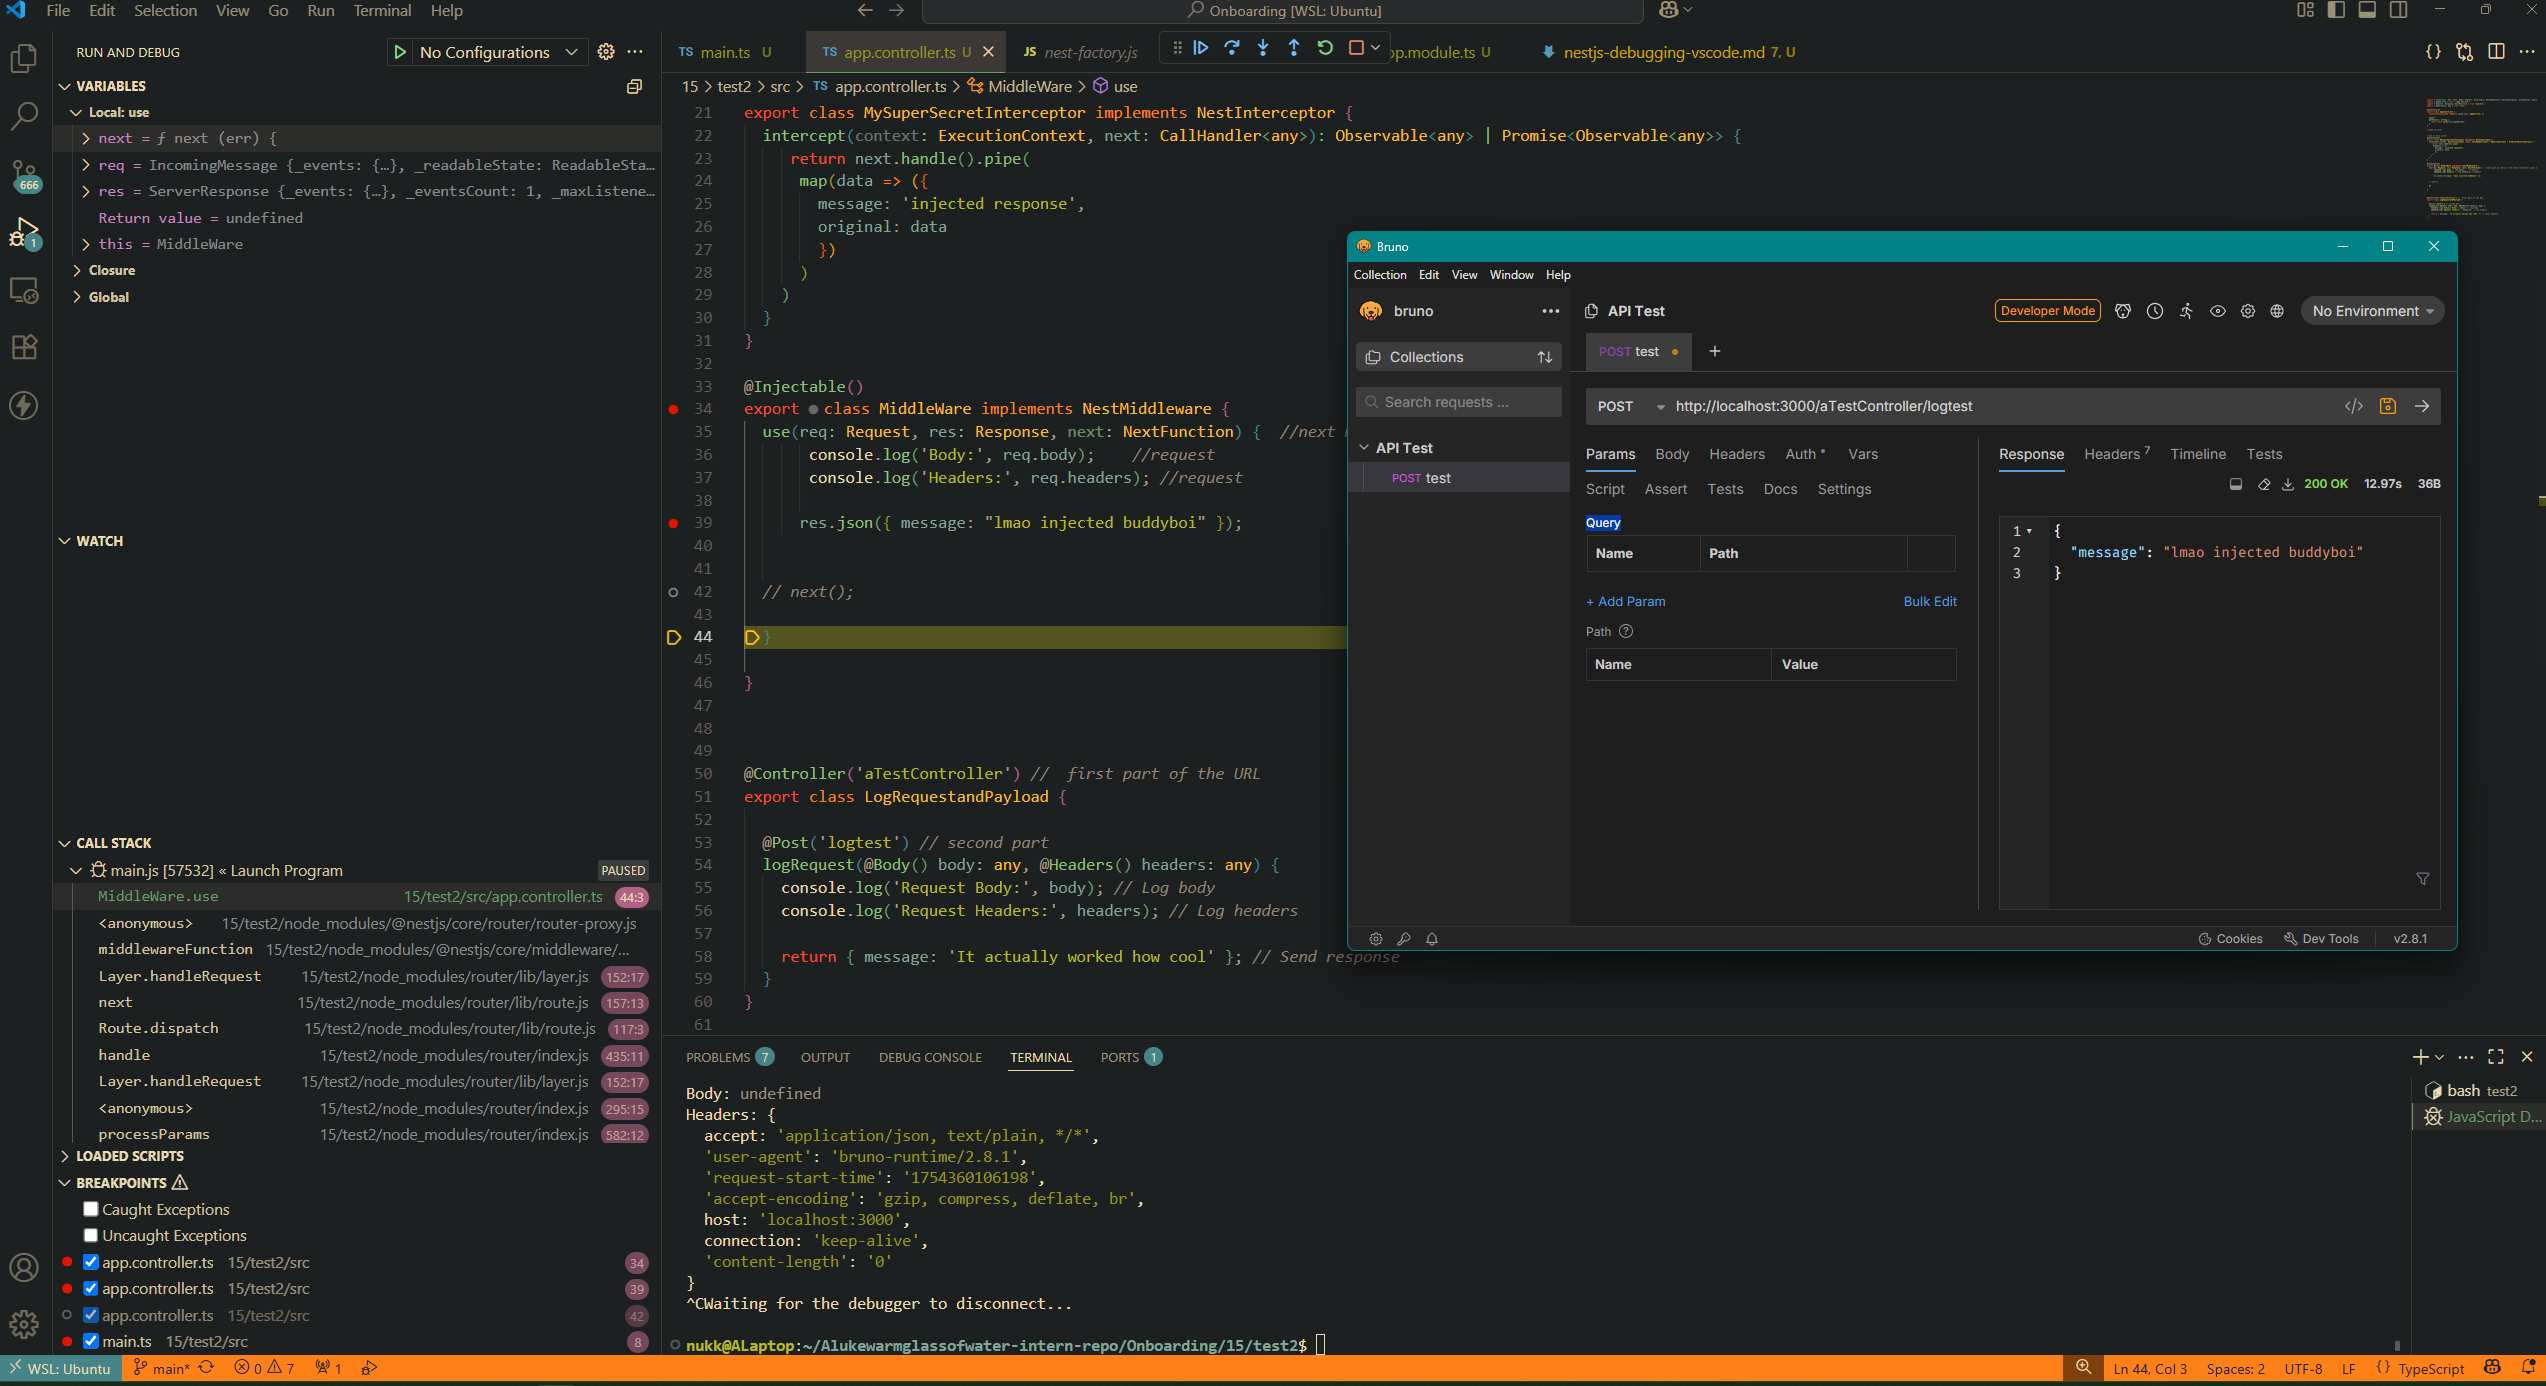 File Edit Selection View Go Run Terminal Help
Onboarding [WSL: Ubuntu]
RUN AND DEBUG
No Configurations
VARIABLES
Local: use
next = ƒ next (err) {
req = IncomingMessage {_events: {…}, _readableState: ReadableSta…
res = ServerResponse {_events: {…}, _eventsCount: 1, _maxListene…
Return value = undefined
this = MiddleWare
Closure
Global
WATCH
CALL STACK
main.js [57532] « Launch Program PAUSED
MiddleWare.use 15/test2/src/app.controller.ts 44:3
<anonymous> 15/test2/node_modules/@nestjs/core/router/router-proxy.js
middlewareFunction 15/test2/node_modules/@nestjs/core/middleware/...
Layer.handleRequest 15/test2/node_modules/router/lib/layer.js 152:17
next 15/test2/node_modules/router/lib/route.js 157:13
Route.dispatch 15/test2/node_modules/router/lib/route.js 117:3
handle 15/test2/node_modules/router/index.js 435:11
Layer.handleRequest 15/test2/node_modules/router/lib/layer.js 152:17
<anonymous> 15/test2/node_modules/router/index.js 295:15
processParams 15/test2/node_modules/router/index.js 582:12
LOADED SCRIPTS
BREAKPOINTS
Caught Exceptions
Uncaught Exceptions
app.controller.ts 15/test2/src 34
app.controller.ts 15/test2/src 39
app.controller.ts 15/test2/src 42
main.ts 15/test2/src 8
666
1
TS main.ts U
TS app.controller.ts U
JS nest-factory.js
pp.module.ts U
nestjs-debugging-vscode.md 7, U
15 > test2 > src > TS app.controller.ts > MiddleWare > use
21 export class MySuperSecretInterceptor implements NestInterceptor {
22 intercept(context: ExecutionContext, next: CallHandler<any>): Observable<any> | Promise<Observable<any>> {
23 return next.handle().pipe(
24 map(data => ({
25 message: 'injected response',
26 original: data
27 })
28 )
29 )
30 }
31 }
32
33 @Injectable()
34 export class MiddleWare implements NestMiddleware {
35 use(req: Request, res: Response, next: NextFunction) { //next
36 console.log('Body:', req.body); //request
37 console.log('Headers:', req.headers); //request
38
39 res.json({ message: "lmao injected buddyboi" });
40
41
42 // next();
43
44 }
45
46 }
47
48
49
50 @Controller('aTestController') // first part of the URL
51 export class LogRequestandPayload {
52
53 @Post('logtest') // second part
54 logRequest(@Body() body: any, @Headers() headers: any) {
55 console.log('Request Body:', body); // Log body
56 console.log('Request Headers:', headers); // Log headers
57
58 return { message: 'It actually worked how cool' }; // Send response
59 }
60 }
61
Bruno
Collection Edit View Window Help
bruno
API Test
Developer Mode
No Environment
Collections
POST test
Search requests ...
POST http://localhost:3000/aTestController/logtest
API Test
POST test
Params Body Headers Auth Vars
Script Assert Tests Docs Settings
Query
Name Path
+ Add Param Bulk Edit
Path
Name Value
Response Headers 7 Timeline Tests
200 OK 12.97s 36B
1 {
2 "message": "lmao injected buddyboi"
3 }
Cookies Dev Tools v2.8.1
PROBLEMS 7 OUTPUT DEBUG CONSOLE TERMINAL PORTS 1
Body: undefined
Headers: {
accept: 'application/json, text/plain, */*',
'user-agent': 'bruno-runtime/2.8.1',
'request-start-time': '1754360106198',
'accept-encoding': 'gzip, compress, deflate, br',
host: 'localhost:3000',
connection: 'keep-alive',
'content-length': '0'
}
^CWaiting for the debugger to disconnect...
nukk@ALaptop:~/Alukewarmglassofwater-intern-repo/Onboarding/15/test2$
bash test2
JavaScript D...
WSL: Ubuntu main* 0 7 1
Ln 44, Col 3 Spaces: 2 UTF-8 LF {} TypeScript